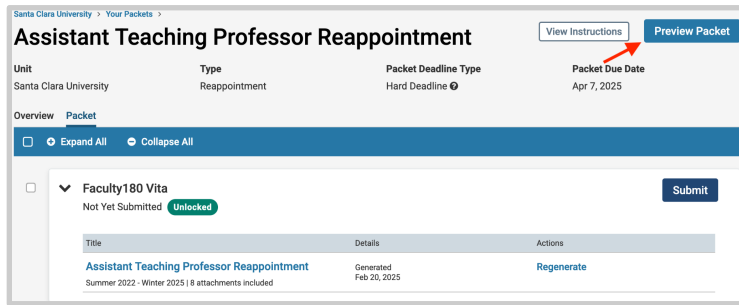 Santa Clara University > Your Packets >
Assistant Teaching Professor Reappointment
View Instructions
Preview Packet
Unit
Type
Packet Deadline Type
Packet Due Date
Santa Clara University
Reappointment
Hard Deadline
Apr 7, 2025
Overview Packet
Expand All Collapse All
Faculty180 Vita
Submit
Not Yet Submitted Unlocked
Title Details Actions
Assistant Teaching Professor Reappointment
Generated
Regenerate
Summer 2022 - Winter 2025 | 8 attachments included
Feb 20, 2025